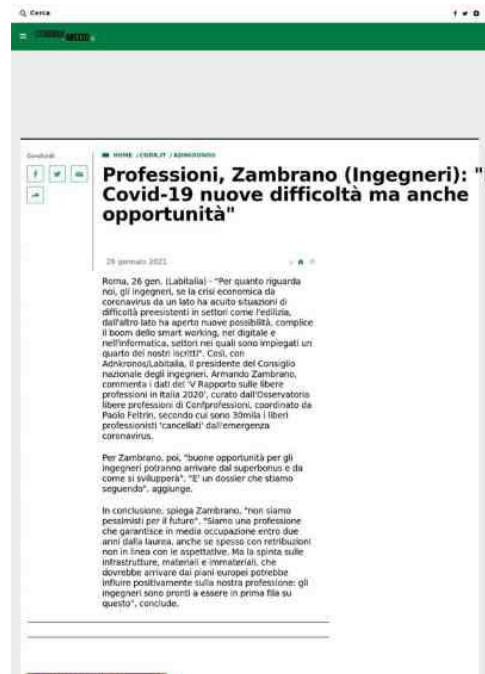 Cerca
Condividi
HOME / CORR.IT / ADNKRONOS
Professioni, Zambrano (Ingegneri): "
Covid-19 nuove difficoltà ma anche
opportunità"
26 gennaio 2021
Roma, 26 gen. (Labitalia) - "Per quanto riguarda
noi, gli ingegneri, se la crisi economica da
coronavirus da un lato ha acuito situazioni di
difficoltà preesistenti in settori come l'edilizia,
dall'altro lato ha aperto nuove possibilità, complice
il boom dello smart working, nel digitale e
nell'informatica, settori nei quali sono impiegati un
quarto dei nostri iscritti". Così, con
Adnkronos/Labitalia, il presidente del Consiglio
nazionale degli ingegneri, Armando Zambrano,
commenta i dati del 'V Rapporto sulle libere
professioni in Italia 2020', curato dall'Osservatorio
libere professioni di Confprofessioni, coordinato da
Paolo Feltrin, secondo cui sono 30mila i liberi
professionisti 'cancellati' dall'emergenza
coronavirus.
Per Zambrano, poi, "buone opportunità per gli
ingegneri potranno arrivare dal superbonus e da
come si svilupperà". "E' un dossier che stiamo
seguendo", aggiunge.
In conclusione, spiega Zambrano, "non siamo
pessimisti per il futuro". "Siamo una professione
che garantisce in media occupazione entro due
anni dalla laurea, anche se spesso con retribuzioni
non in linea con le aspettative. Ma la spinta sulle
infrastrutture, materiali e immateriali, che
dovrebbe arrivare dai piani europei potrebbe
influire positivamente sulla nostra professione: gli
ingegneri sono pronti a essere in prima fila su
questo", conclude.